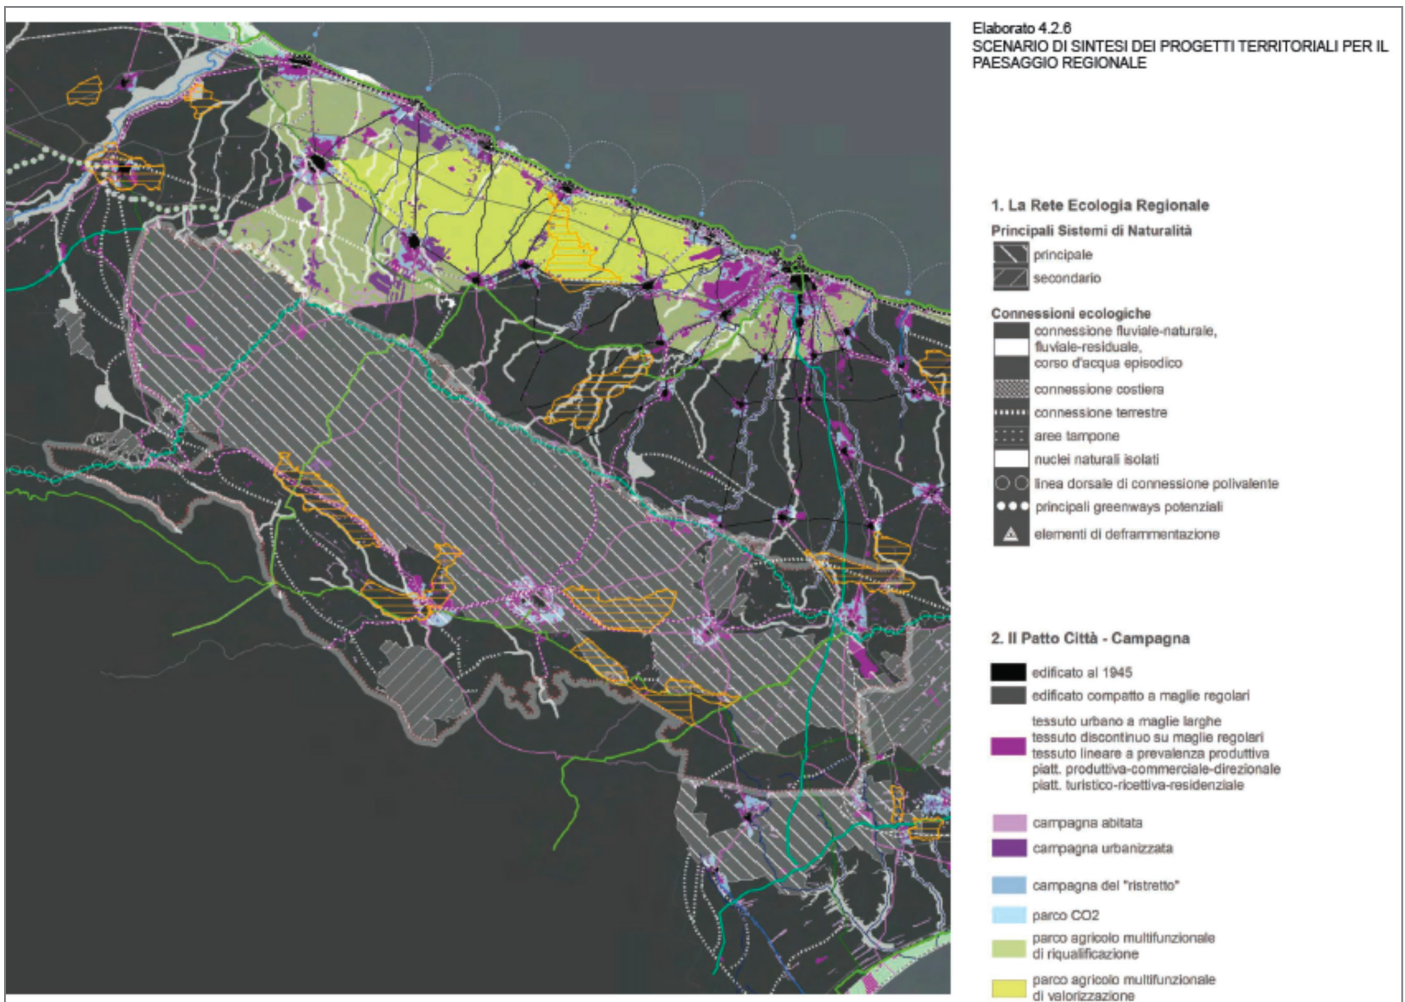 Elaborato 4.2.6
SCENARIO DI SINTESI DEI PROGETTI TERRITORIALI PER IL
PAESAGGIO REGIONALE
1. La Rete Ecologia Regionale
Principali Sistemi di Naturalità
principale
secondario
Connessioni ecologiche
connessione fluviale-naturale,
fluviale-residuale,
corso d'acqua episodico
connessione costiera
connessione terrestre
aree tampone
nuclei naturali isolati
linea dorsale di connessione polivalente
principali greenways potenziali
elementi di deframmentazione
2. Il Patto Città - Campagna
edificato al 1945
edificato compatto a maglie regolari
tessuto urbano a maglie larghe
tessuto discontinuo su maglie regolari
tessuto lineare a prevalenza produttiva
piatt. produttiva-commerciale-direzionale
piatt. turistico-ricettiva-residenziale
campagna abitata
campagna urbanizzata
campagna del "ristretto"
parco CO2
parco agricolo multifunzionale
di riqualificazione
parco agricolo multifunzionale
di valorizzazione